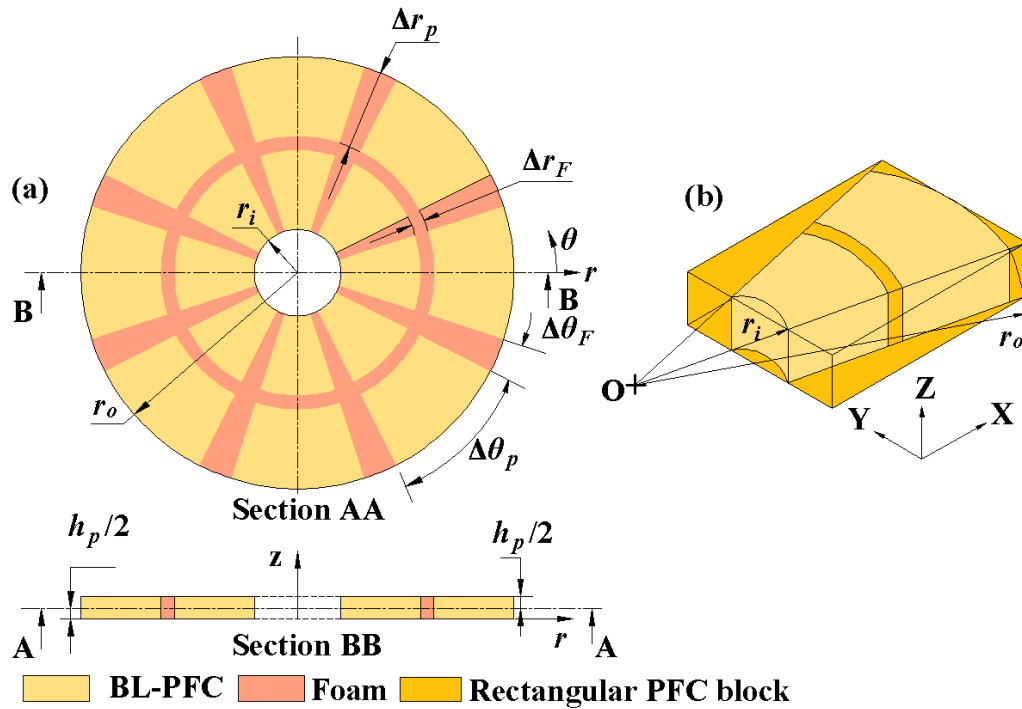 Δr_p
(a)
Δr_F
(b)
r_i
θ
B
B
r
Δθ_F
r_i
r_o
r_o
O
Z
Y
X
Δθ_p
Section AA
h_p/2
z
h_p/2
A
r
A
Section BB
BL-PFC
Foam
Rectangular PFC block